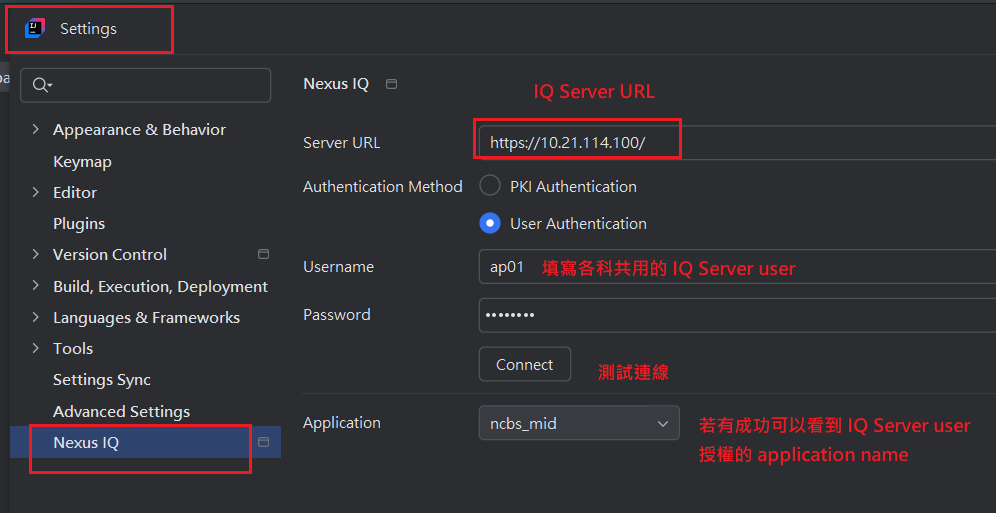 Settings
pa
Nexus IQ
IQ Server URL
Appearance & Behavior
Server URL
https://10.21.114.100/
Keymap
Authentication Method
PKI Authentication
Editor
Plugins
User Authentication
Version Control
Username
ap01
填寫各科共用的 IQ Server user
Build, Execution, Deployment
Languages & Frameworks
Password
••••••••
Tools
Connect
測試連線
Settings Sync
Advanced Settings
Application
ncbs_mid
若有成功可以看到 IQ Server user
授權的 application name
Nexus IQ